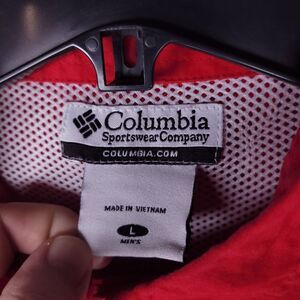 Columbia
Sportswear Company
COLUMBIA.COM
MADE IN VIETNAM
L
MEN'S